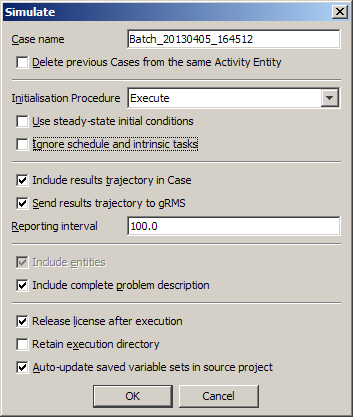 Simulate
Case name Batch_20130405_164512
Delete previous Cases from the same Activity Entity
Initialisation Procedure Execute
Use steady-state initial conditions
Ignore schedule and intrinsic tasks
Include results trajectory in Case
Send results trajectory to gRMS
Reporting interval 100.0
Include entities
Include complete problem description
Release license after execution
Retain execution directory
Auto-update saved variable sets in source project
OK Cancel